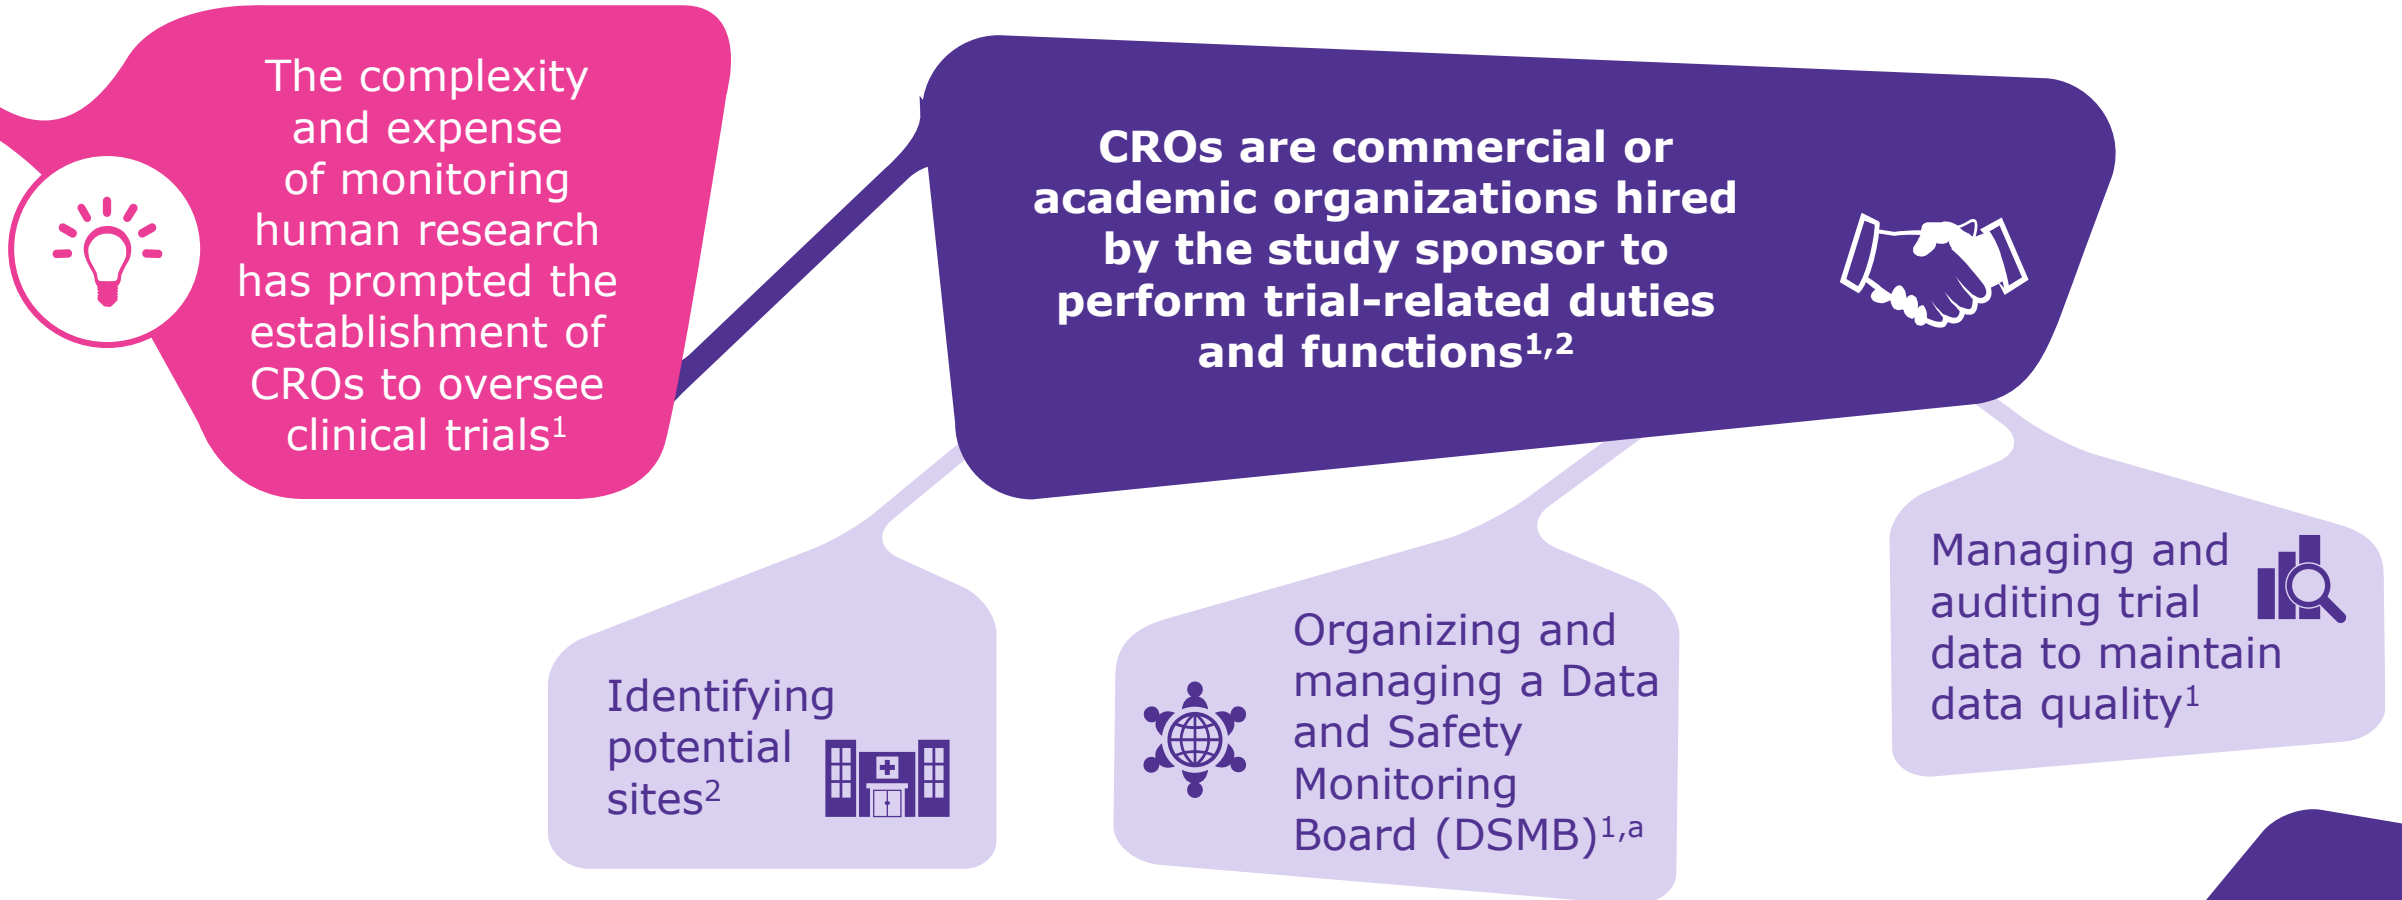 The complexity
and expense
of monitoring
human research
has prompted the
establishment of
CROs to oversee
clinical trials¹
CROs are commercial or
academic organizations hired
by the study sponsor to
perform trial-related duties
and functions¹,²
Identifying
potential
sites²
Organizing and
managing a Data
and Safety
Monitoring
Board (DSMB)¹,ᵃ
Managing and
auditing trial
data to maintain
data quality¹